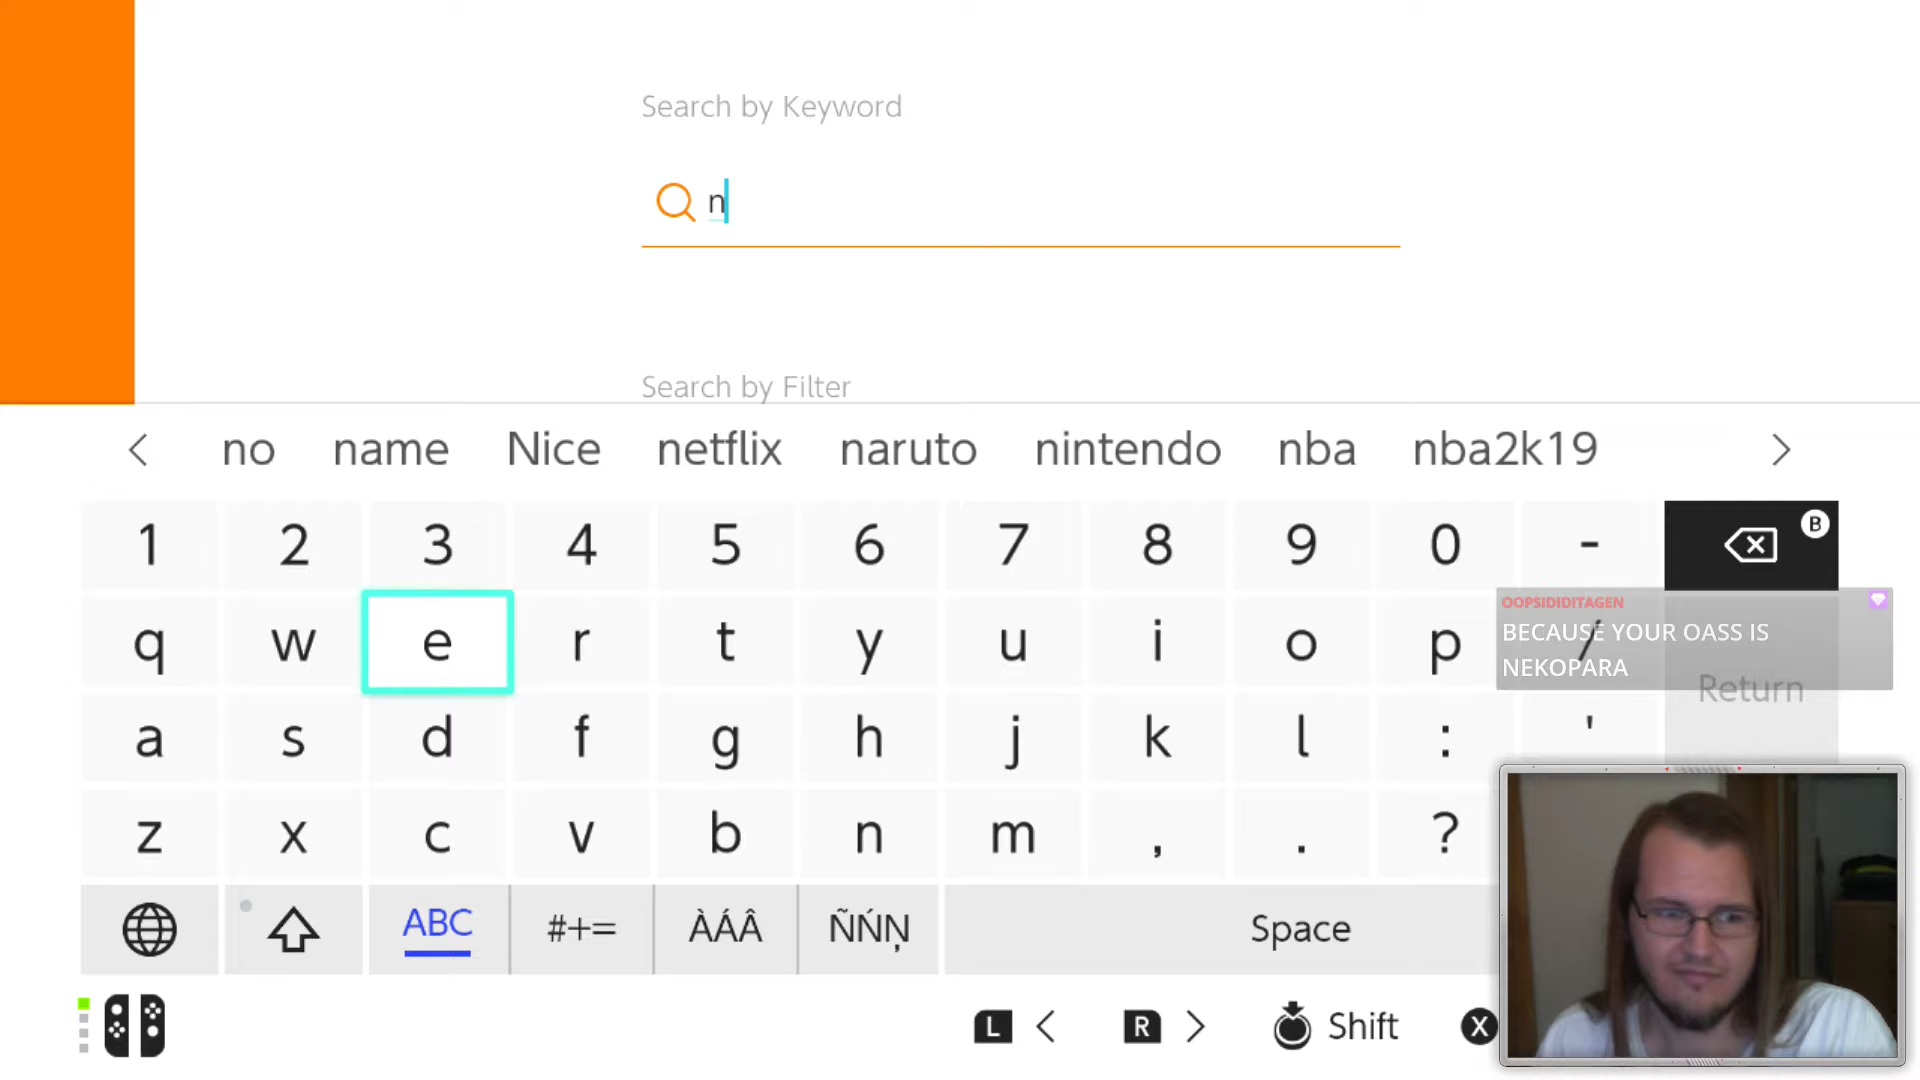 Search by Keyword
n
Search by Filter
no name Nice netflix naruto nintendo nba nba2k19
1 2 3 4 5 6 7 8 9 0 - B
q w e r t y u i o p /
OOPSIDIDITAGEN
BECAUSE YOUR OASS IS
NEKOPARA
Return
a s d f g h j k l : '
z x c v b n m , . ?
ABC #+= ÀÁÂ ÑŃŅ Space
L R Shift X